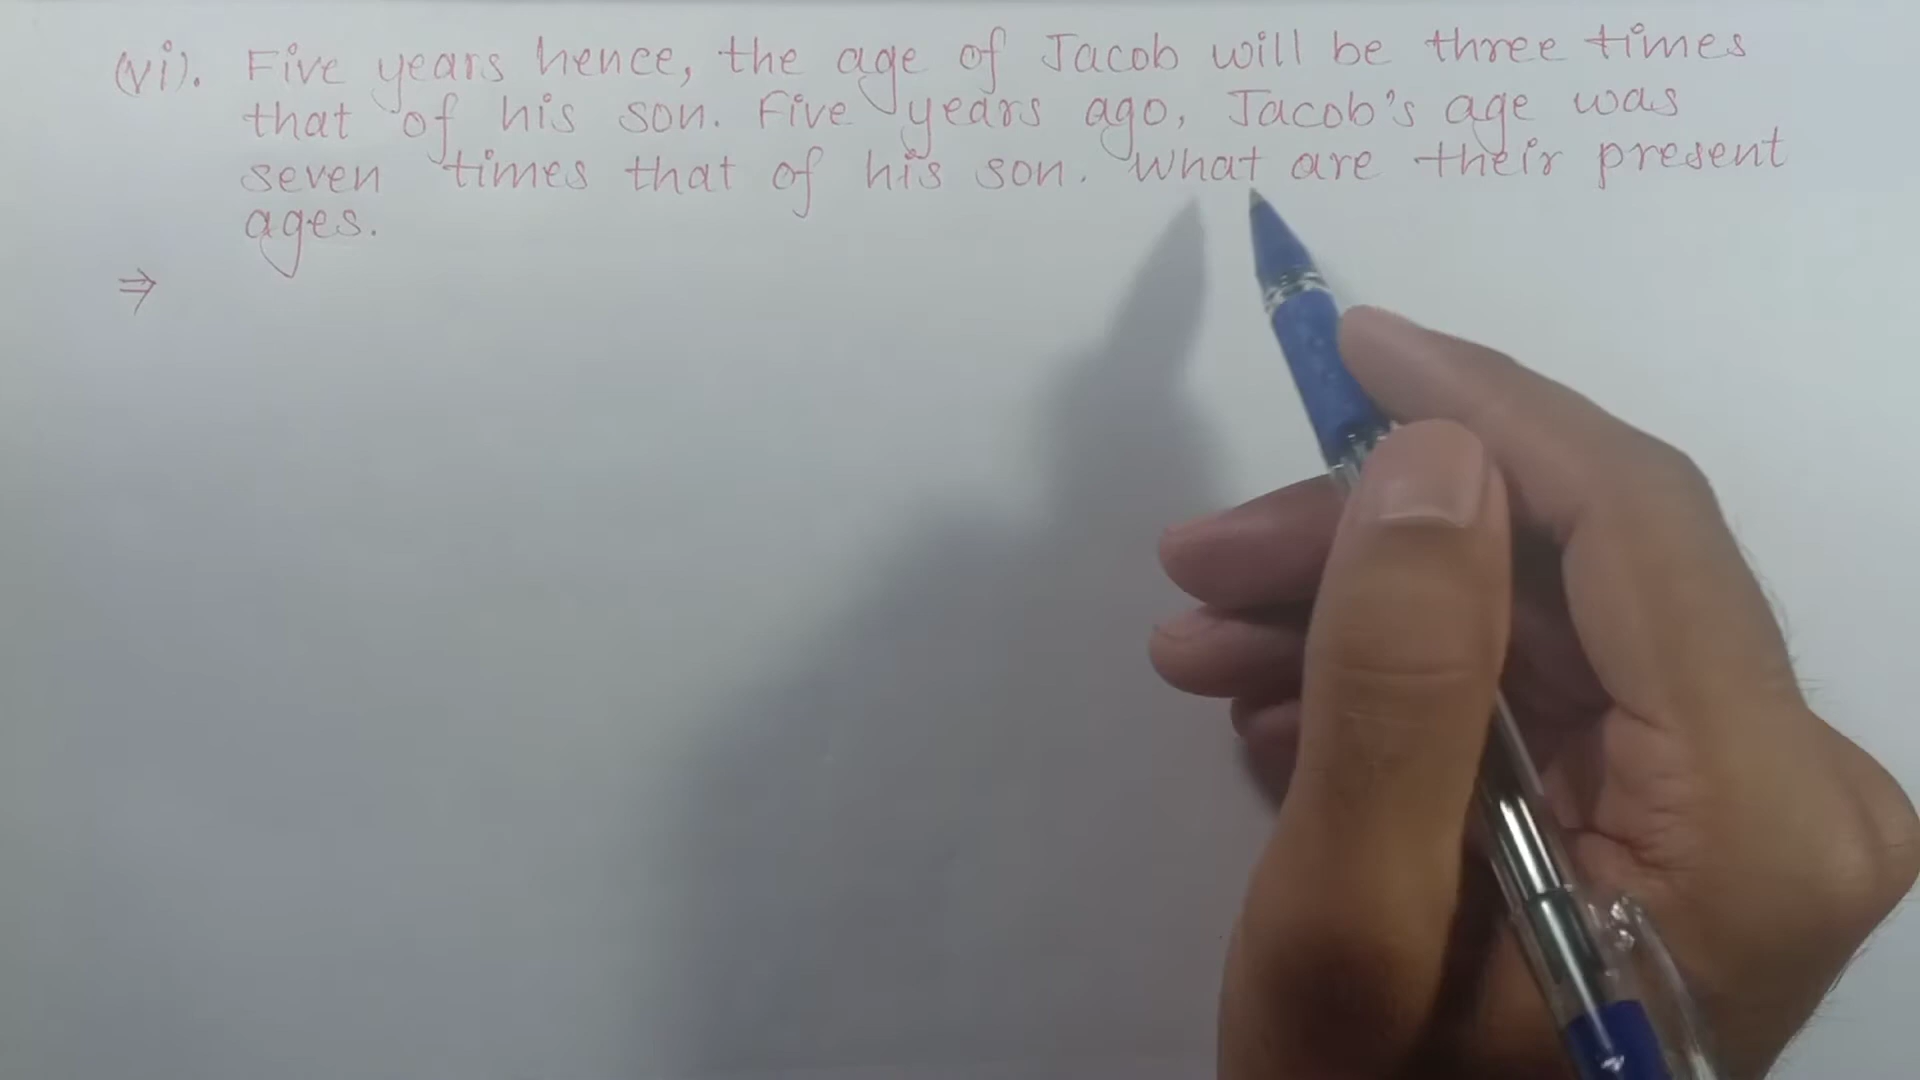 (vi). Five years hence, the age of Jacob will be three times
that of his son. Five years ago, Jacob's age was
seven times that of his son. What are their present
ages.
⇒